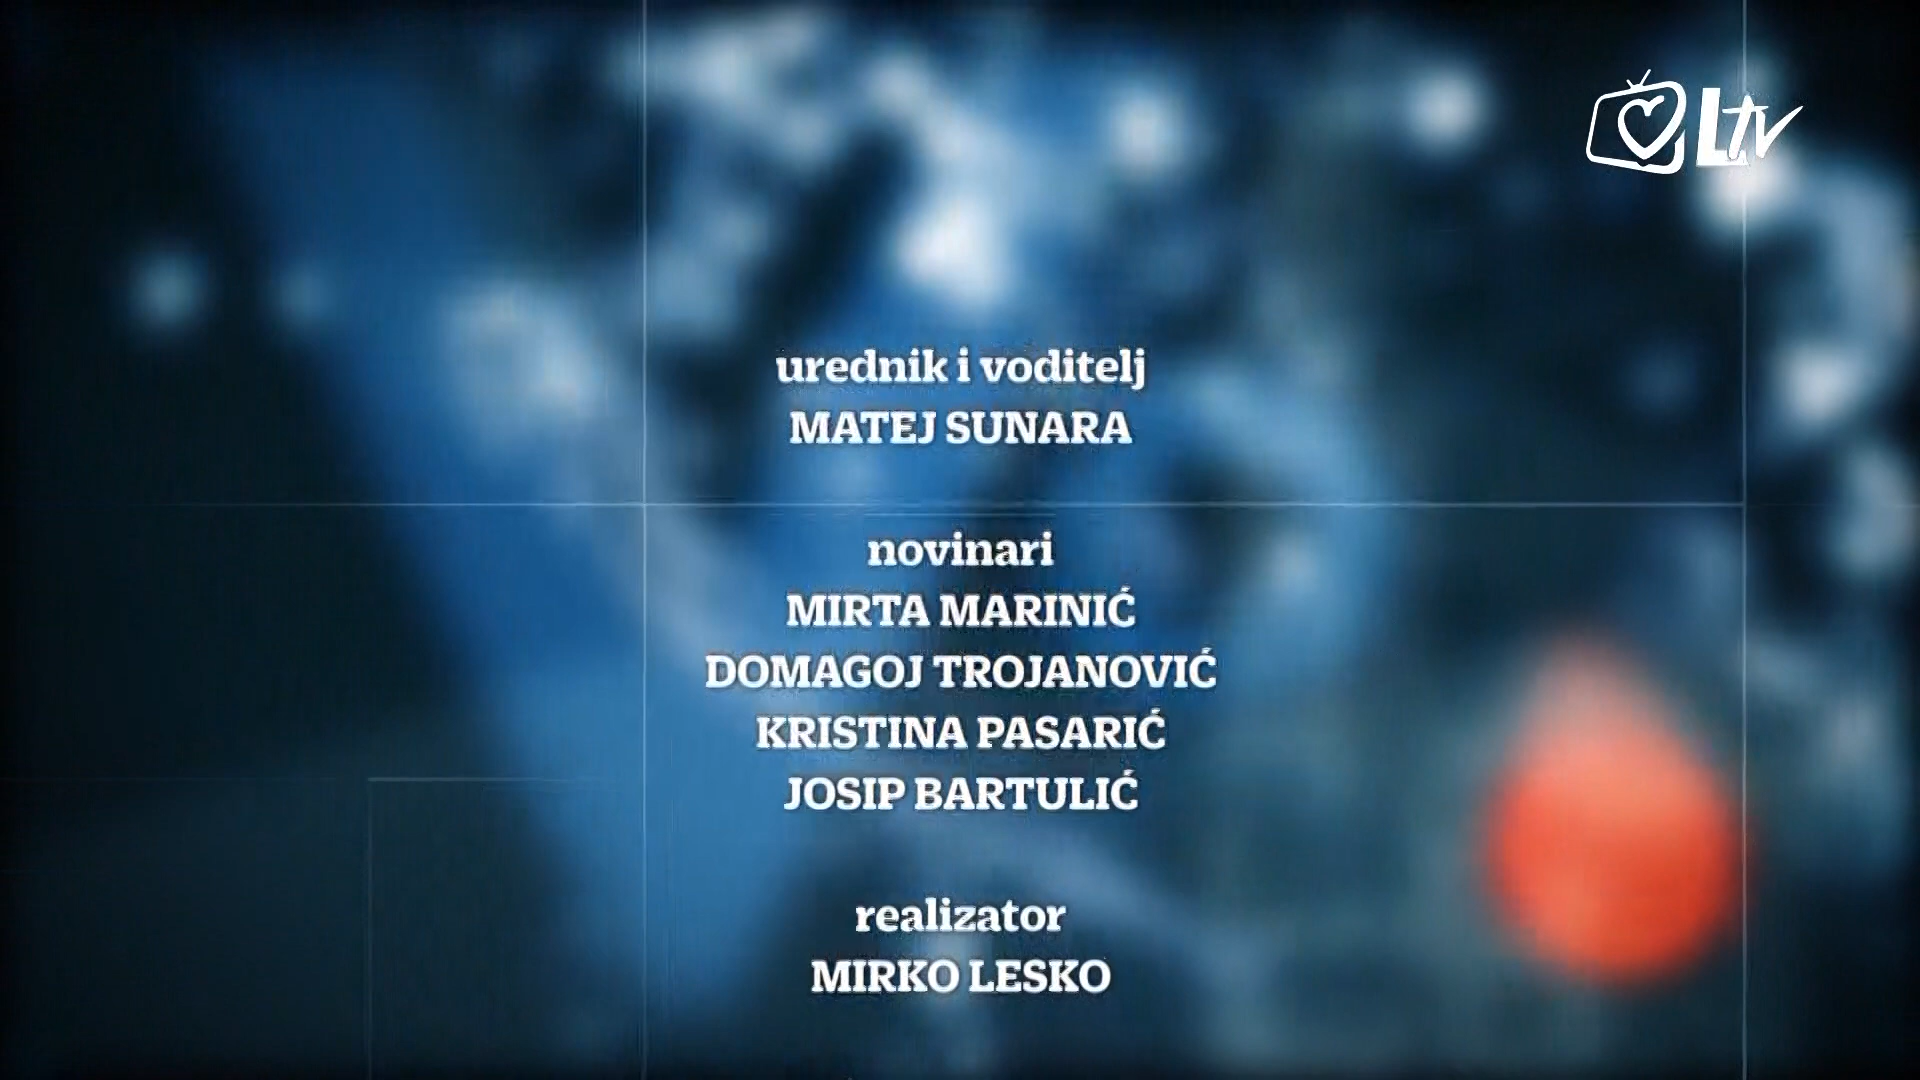 LTV
urednik i voditelj
MATEJ SUNARA
novinari
MIRTA MARINIĆ
DOMAGOJ TROJANOVIĆ
KRISTINA PASARIĆ
JOSIP BARTULIĆ
realizator
MIRKO LESKO